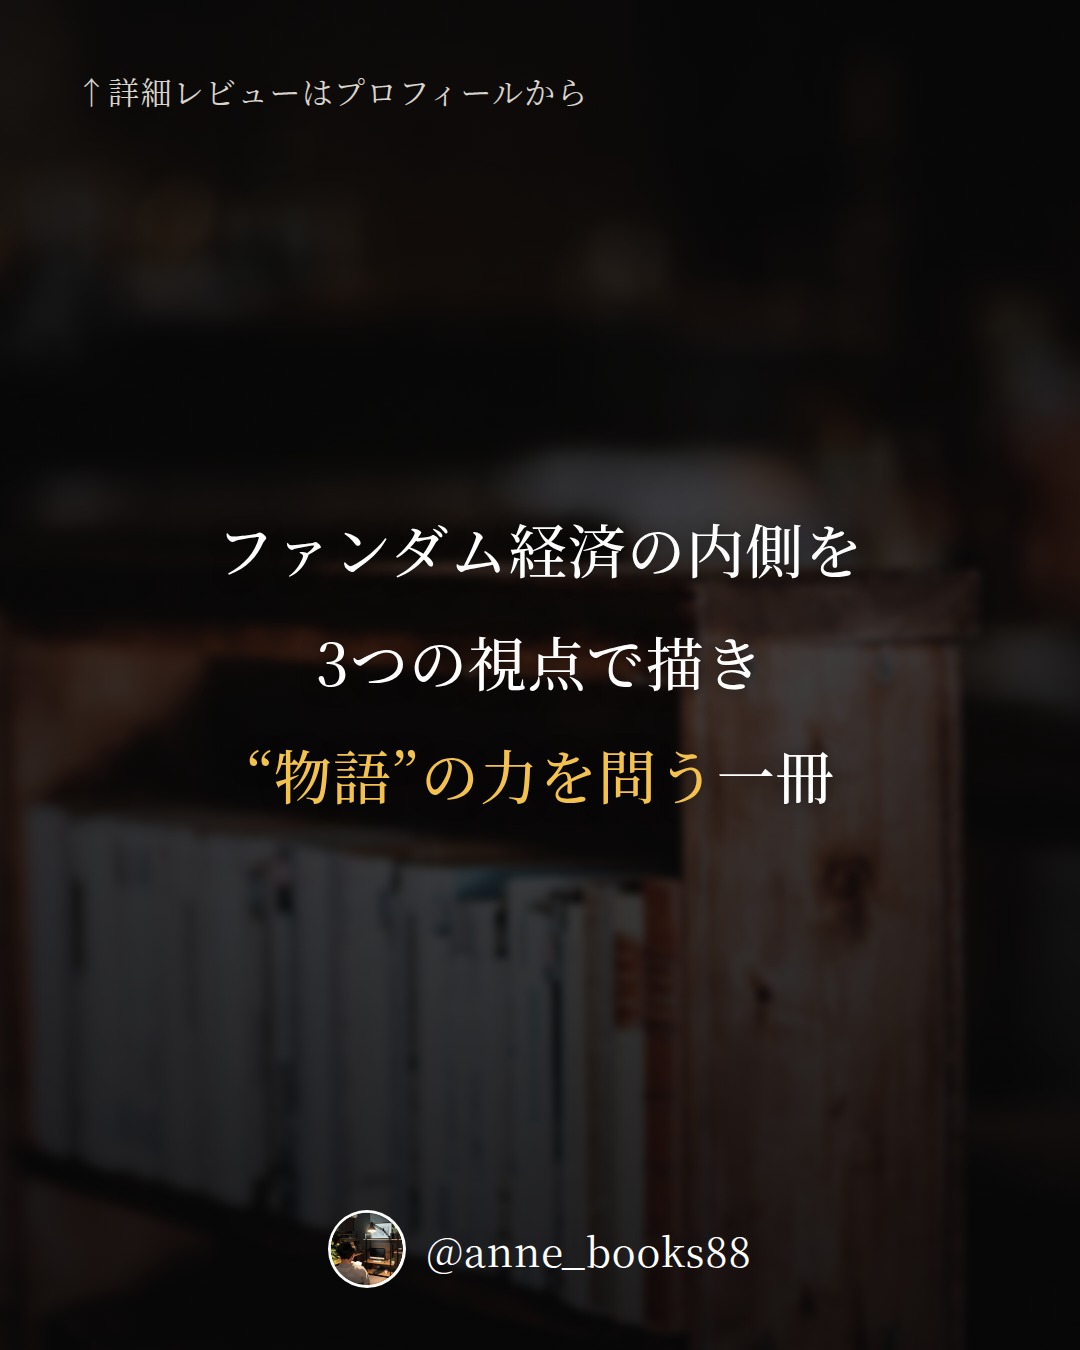 ↑詳細レビューはプロフィールから
ファンダム経済の内側を
3つの視点で描き
“物語”の力を問う一冊
@anne_books88